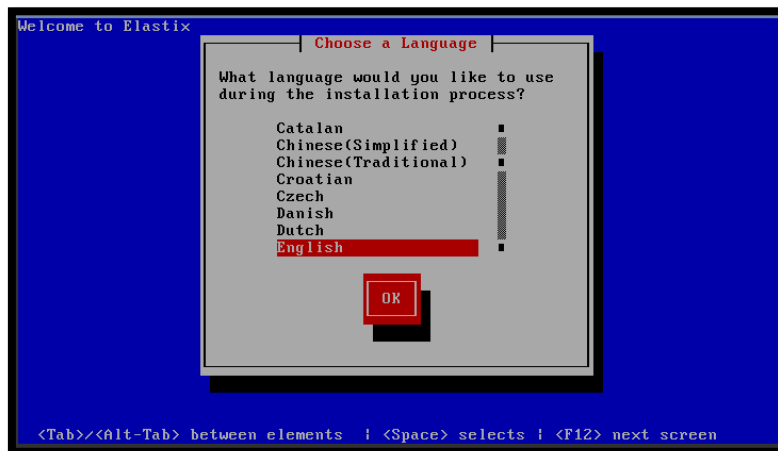 Welcome to Elastix
Choose a Language
What language would you like to use
during the installation process?
Catalan
Chinese(Simplified)
Chinese(Traditional)
Croatian
Czech
Danish
Dutch
English
OK
<Tab>/<Alt-Tab> between elements | <Space> selects | <F12> next screen